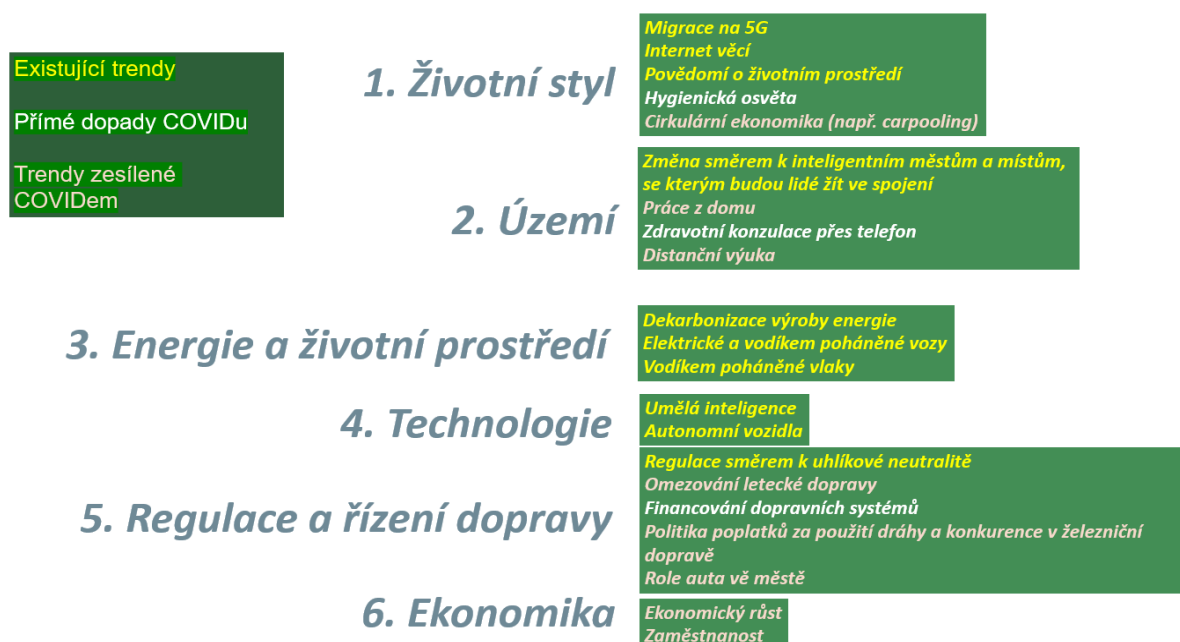 Existující trendy
Přímé dopady COVIDu
Trendy zesílené
COVIDem
1. Životní styl
Migrace na 5G
Internet věcí
Povědomí o životním prostředí
Hygienická osvěta
Cirkulární ekonomika (např. carpooling)
2. Území
Změna směrem k inteligentním městům a místům,
se kterým budou lidé žít ve spojení
Práce z domu
Zdravotní konzulace přes telefon
Distanční výuka
3. Energie a životní prostředí
Dekarbonizace výroby energie
Elektrické a vodíkem poháněné vozy
Vodíkem poháněné vlaky
4. Technologie
Umělá inteligence
Autonomní vozidla
5. Regulace a řízení dopravy
Regulace směrem k uhlíkové neutralitě
Omezování letecké dopravy
Financování dopravních systémů
Politika poplatků za použití dráhy a konkurence v železniční
dopravě
Role auta vě městě
6. Ekonomika
Ekonomický růst
Zaměstnanost